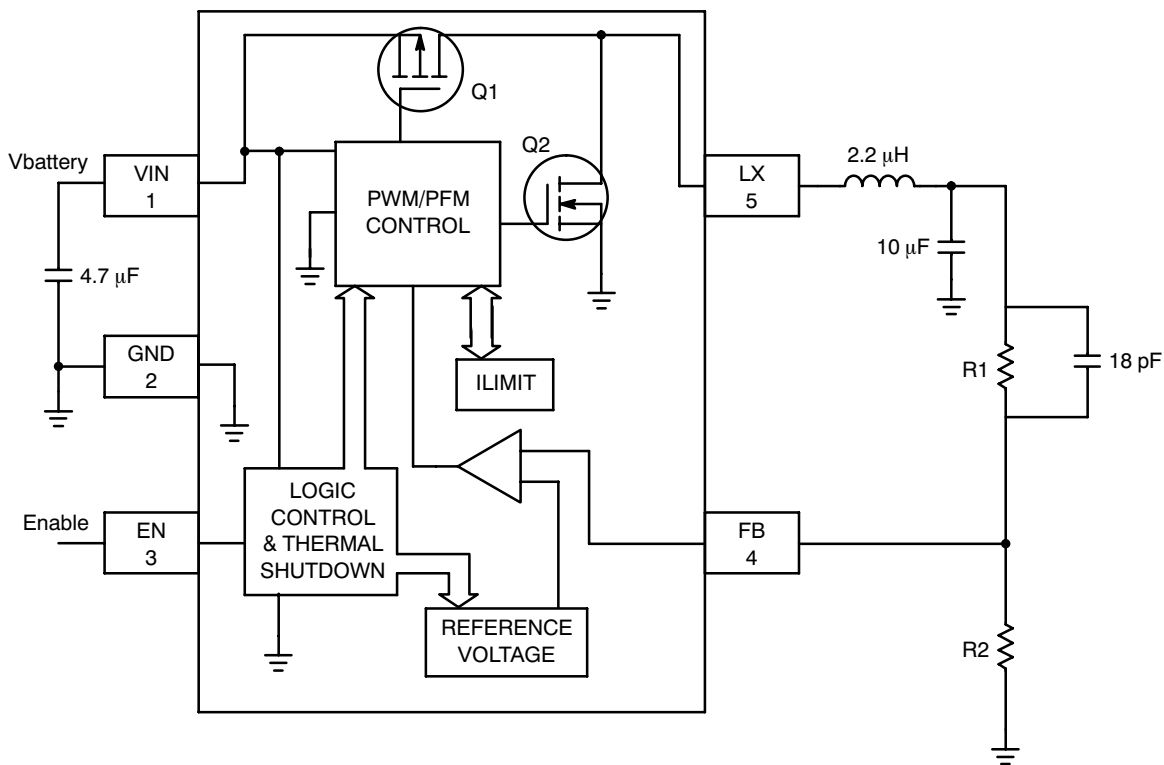 Q1
Q2
Vbattery
VIN
1
PWM/PFM
CONTROL
LX
5
2.2 μH
10 μF
4.7 μF
GND
2
ILIMIT
R1
18 pF
Enable
EN
3
LOGIC
CONTROL
& THERMAL
SHUTDOWN
FB
4
REFERENCE
VOLTAGE
R2